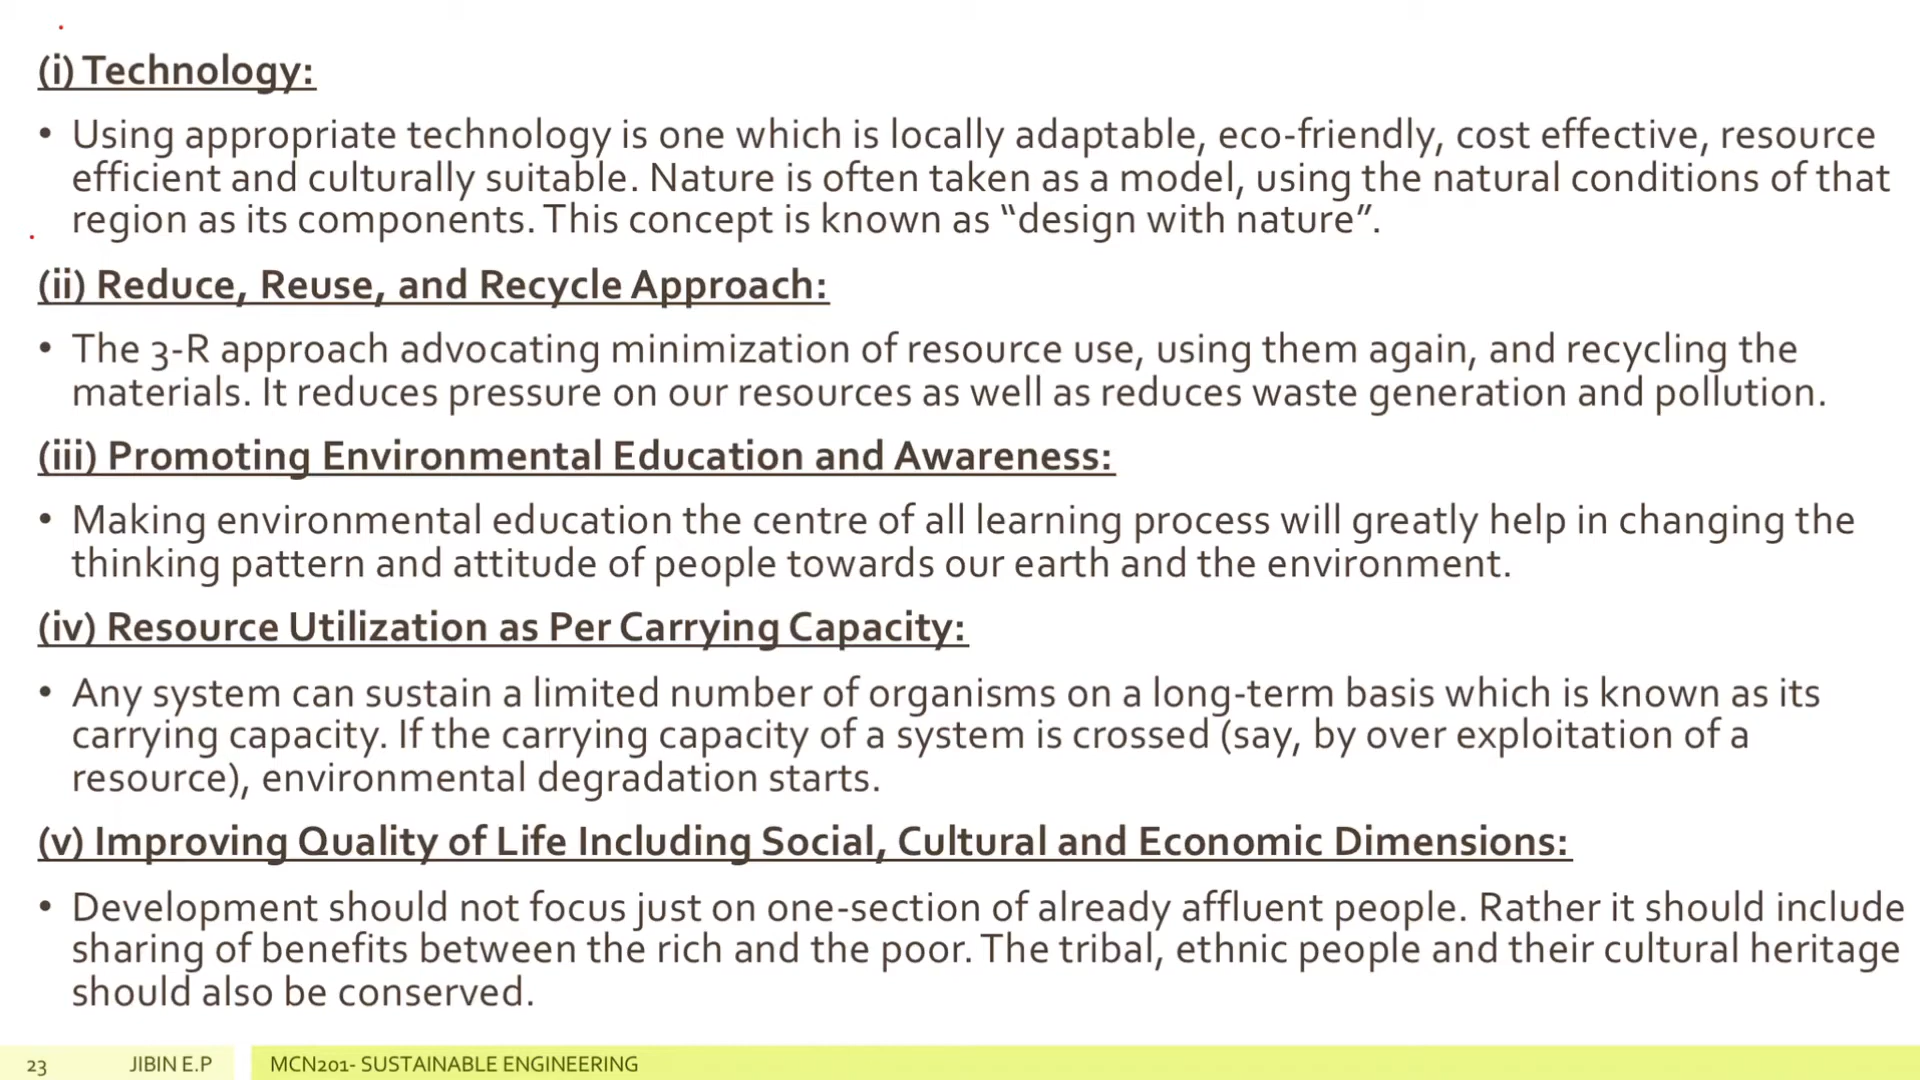 (i) Technology:
• Using appropriate technology is one which is locally adaptable, eco-friendly, cost effective, resource
efficient and culturally suitable. Nature is often taken as a model, using the natural conditions of that
region as its components. This concept is known as “design with nature”.
(ii) Reduce, Reuse, and Recycle Approach:
• The 3-R approach advocating minimization of resource use, using them again, and recycling the
materials. It reduces pressure on our resources as well as reduces waste generation and pollution.
(iii) Promoting Environmental Education and Awareness:
• Making environmental education the centre of all learning process will greatly help in changing the
thinking pattern and attitude of people towards our earth and the environment.
(iv) Resource Utilization as Per Carrying Capacity:
• Any system can sustain a limited number of organisms on a long-term basis which is known as its
carrying capacity. If the carrying capacity of a system is crossed (say, by over exploitation of a
resource), environmental degradation starts.
(v) Improving Quality of Life Including Social, Cultural and Economic Dimensions:
• Development should not focus just on one-section of already affluent people. Rather it should include
sharing of benefits between the rich and the poor. The tribal, ethnic people and their cultural heritage
should also be conserved.
23 JIBIN E.P MCN201- SUSTAINABLE ENGINEERING